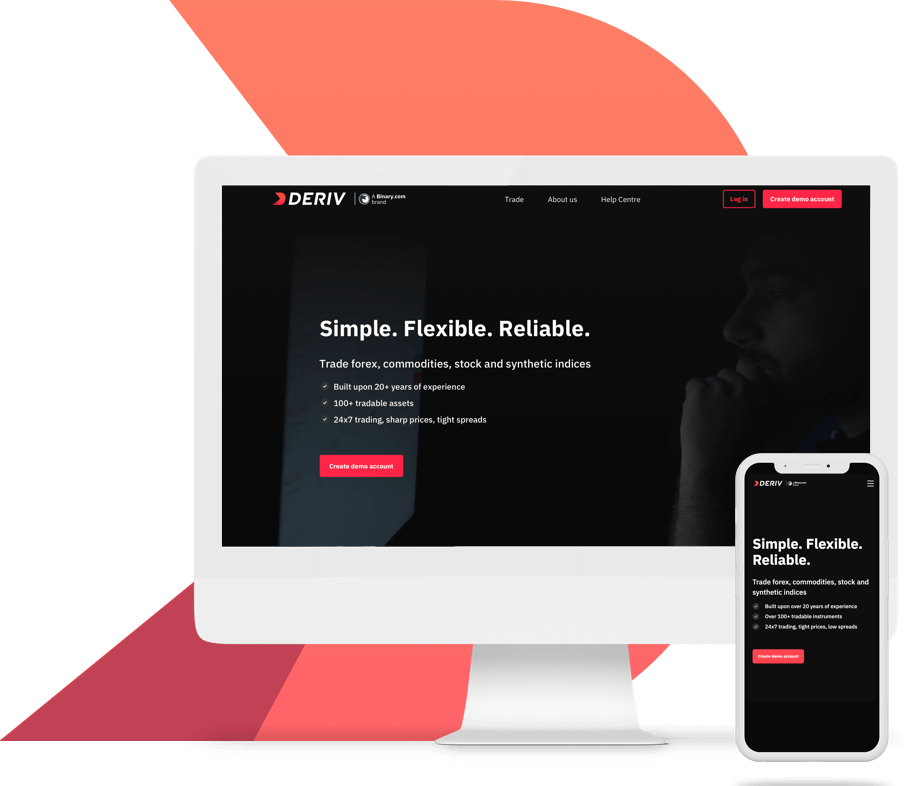 DERIV
A Binary.com
brand
Trade
About us
Help Centre
Log in
Create demo account
Simple. Flexible. Reliable.
Trade forex, commodities, stock and synthetic indices
Built upon 20+ years of experience
100+ tradable assets
24x7 trading, sharp prices, tight spreads
Create demo account
DERIV
A Binary.com
brand
Simple. Flexible.
Reliable.
Trade forex, commodities, stock and
synthetic indices
Built upon over 20 years of experience
Over 100+ tradable instruments
24x7 trading, tight prices, low spreads
Create demo account